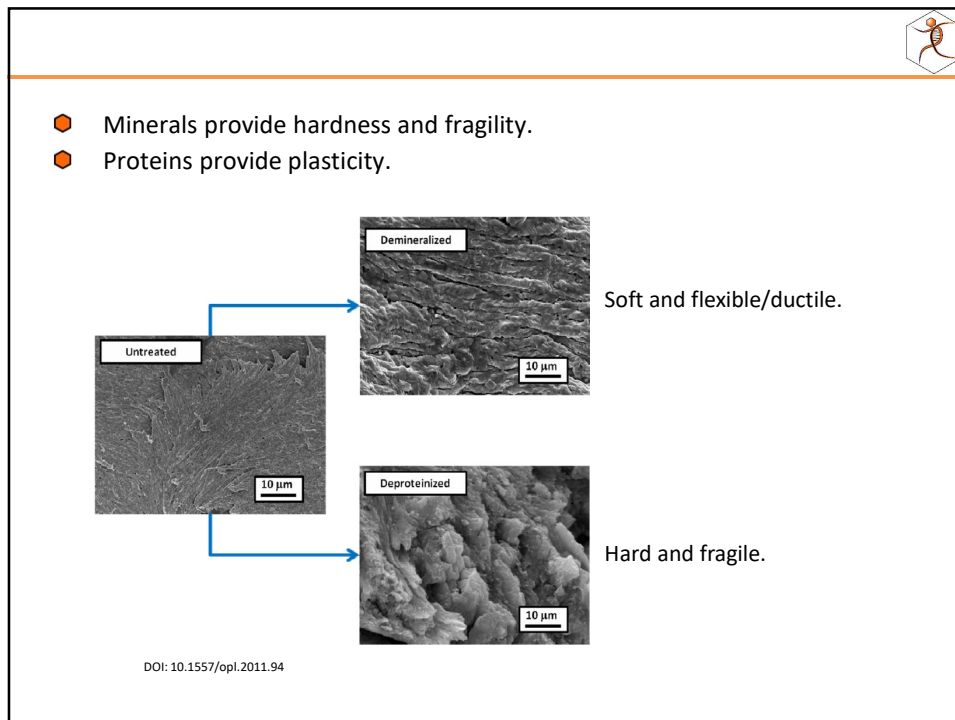 Minerals provide hardness and fragility.
Proteins provide plasticity.
Demineralized
Soft and flexible/ductile.
10 µm
Untreated
10 µm
Deproteinized
Hard and fragile.
10 µm
DOI: 10.1557/opl.2011.94